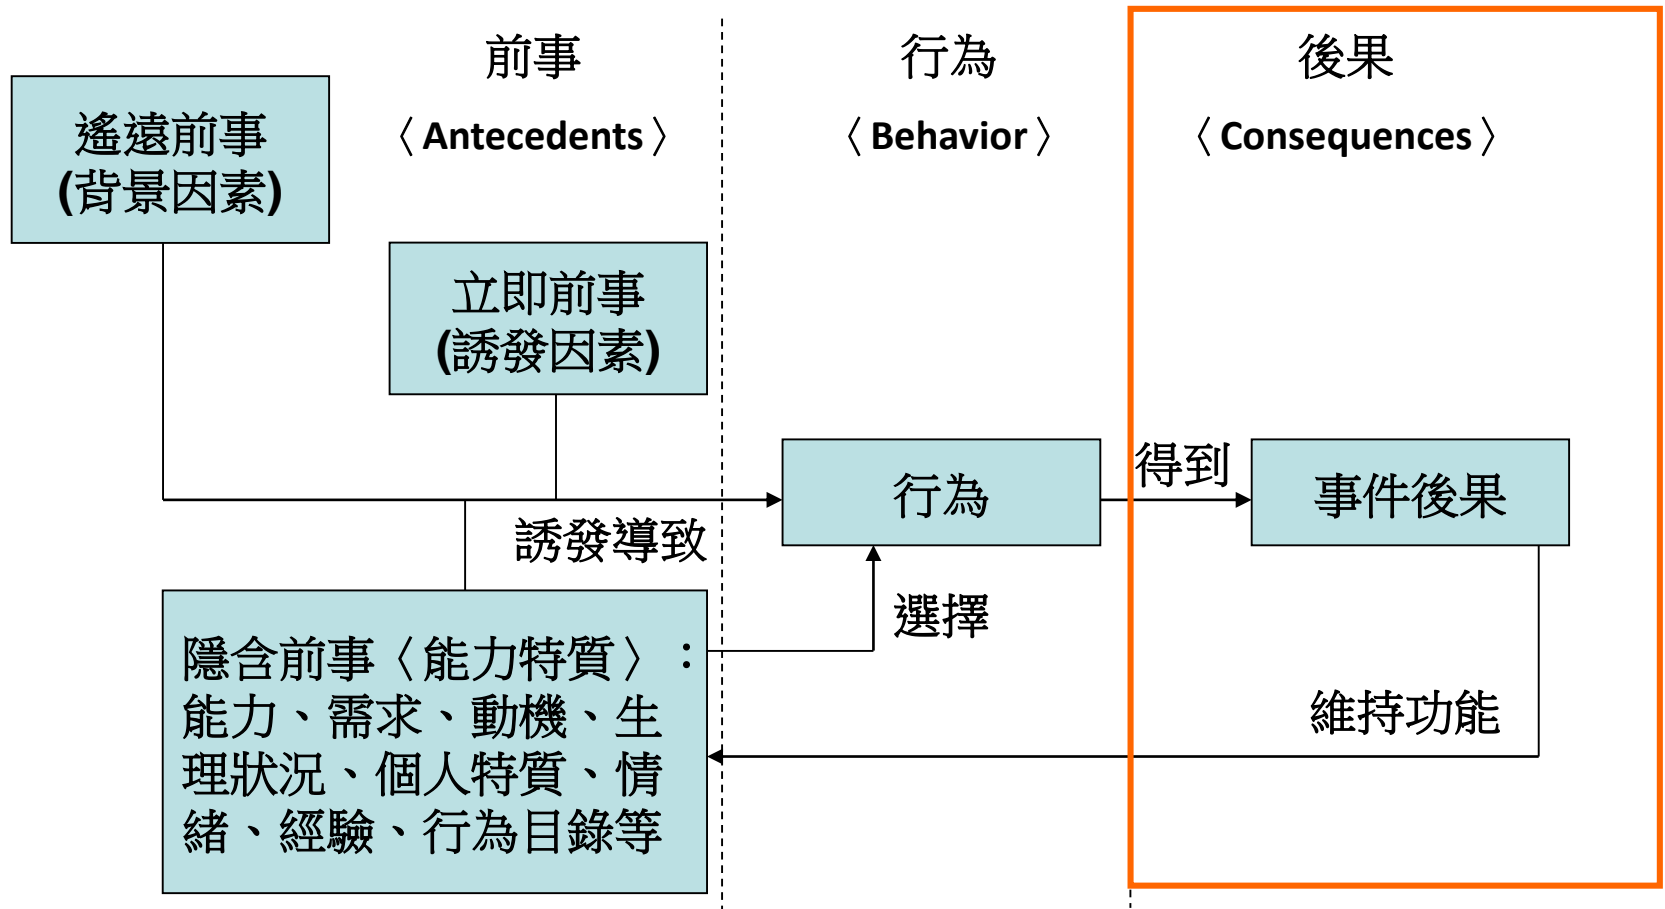 前事
〈Antecedents〉
行為
〈Behavior〉
後果
〈Consequences〉
遙遠前事
(背景因素)
立即前事
(誘發因素)
誘發導致
行為
得到
事件後果
選擇
隱含前事〈能力特質〉：
能力、需求、動機、生
理狀況、個人特質、情
緒、經驗、行為目錄等
維持功能